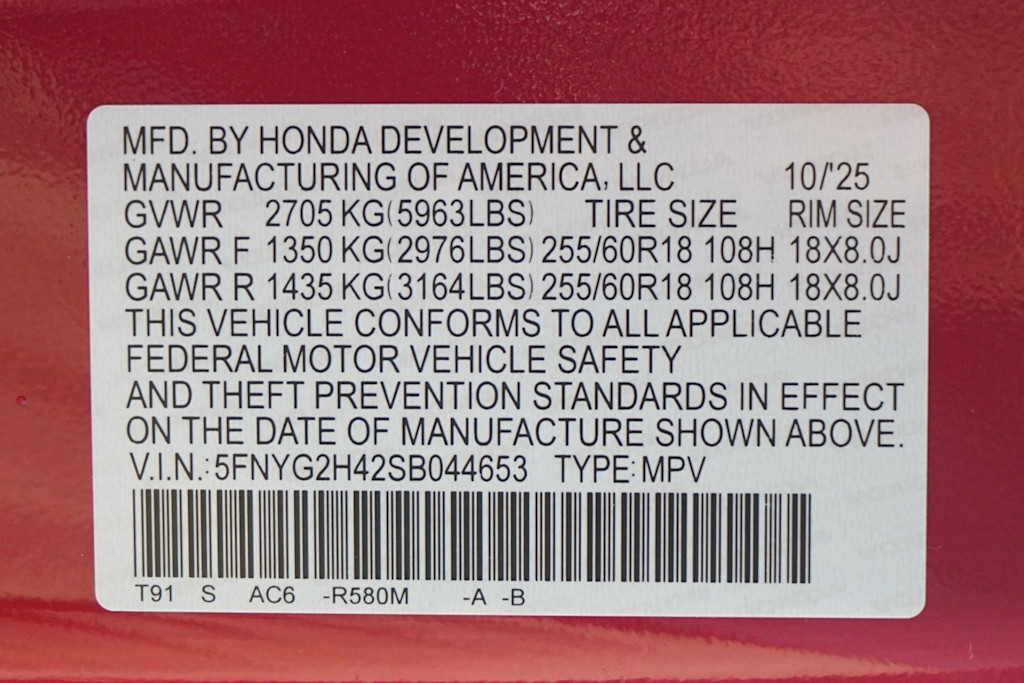 MFD. BY HONDA DEVELOPMENT &
MANUFACTURING OF AMERICA, LLC 10/'25
GVWR 2705 KG(5963LBS) TIRE SIZE RIM SIZE
GAWR F 1350 KG(2976LBS) 255/60R18 108H 18X8.0J
GAWR R 1435 KG(3164LBS) 255/60R18 108H 18X8.0J
THIS VEHICLE CONFORMS TO ALL APPLICABLE
FEDERAL MOTOR VEHICLE SAFETY
AND THEFT PREVENTION STANDARDS IN EFFECT
ON THE DATE OF MANUFACTURE SHOWN ABOVE.
V.I.N.: 5FNYG2H42SB044653 TYPE: MPV
T91 S AC6 -R580M -A -B